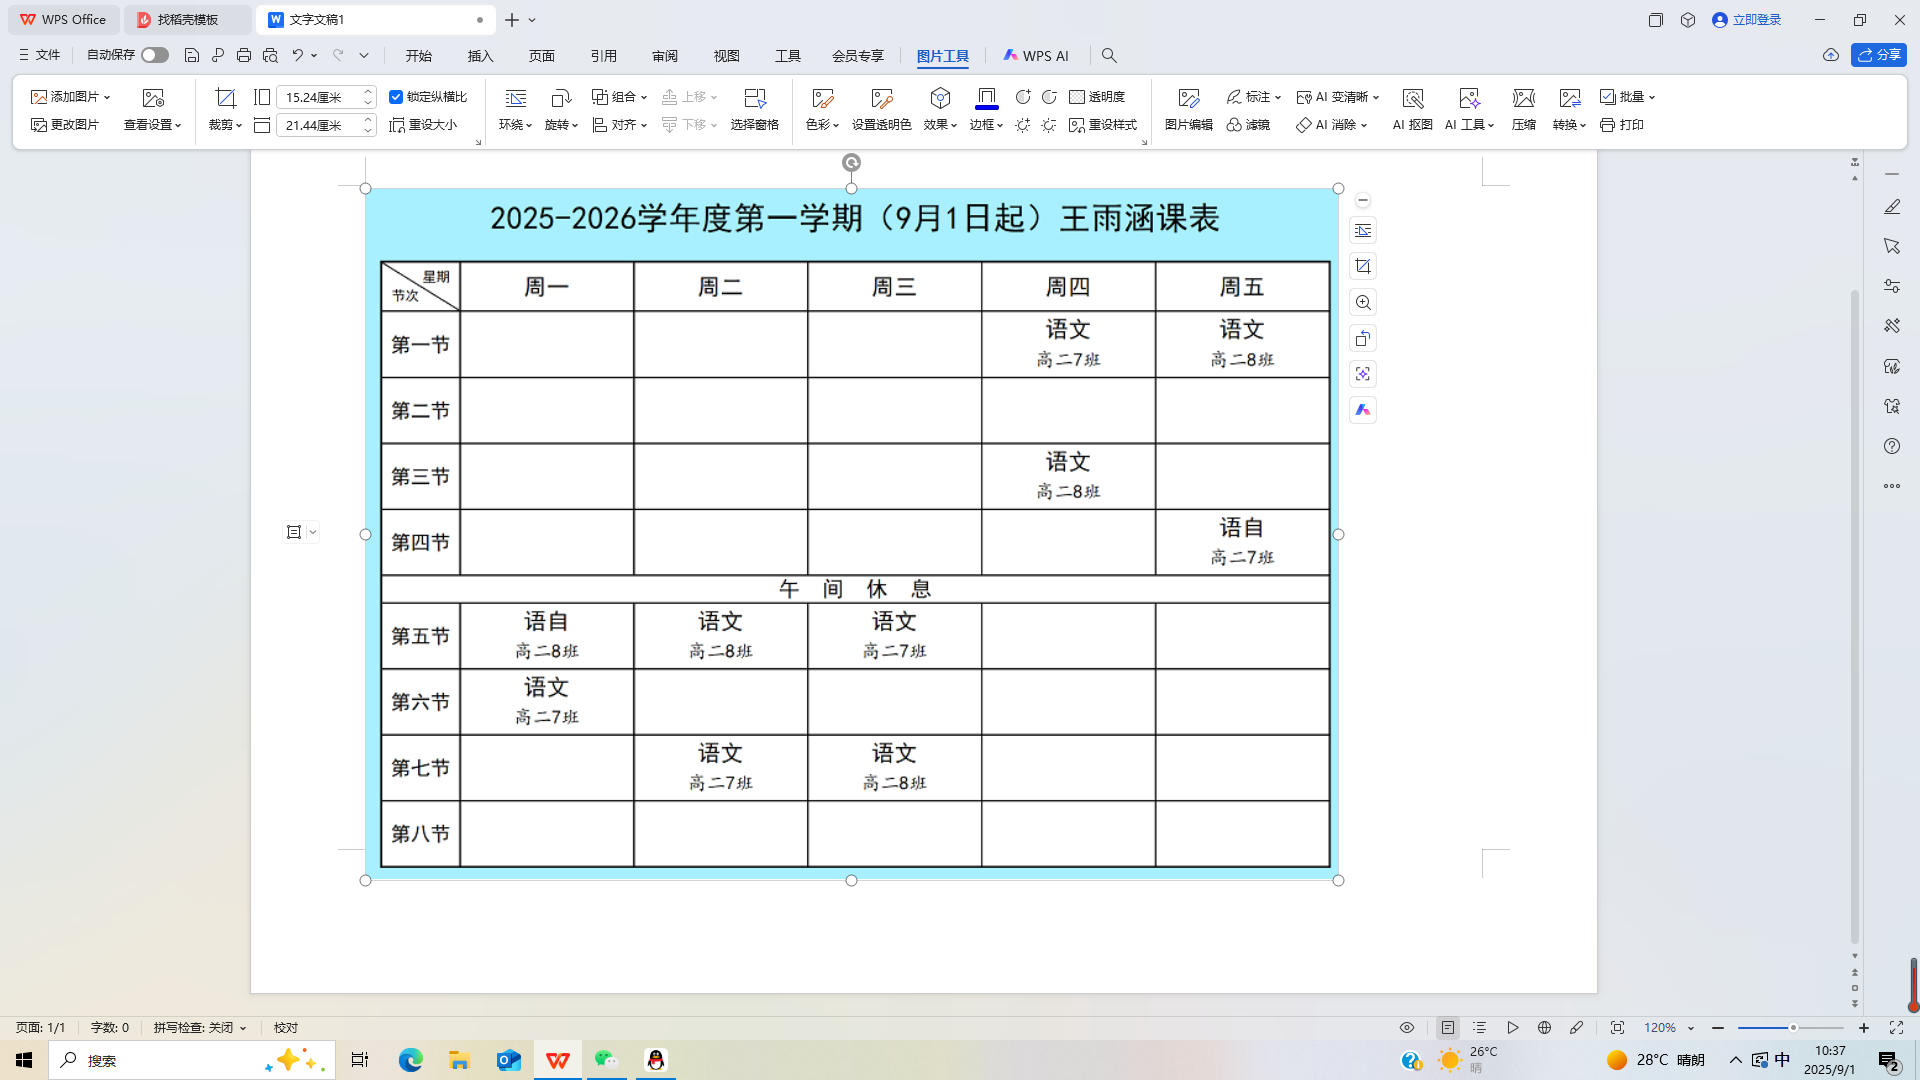 WPS Office
找稻壳模板
文字文稿1
立即登录
文件
自动保存
开始
插入
页面
引用
审阅
视图
工具
会员专享
图片工具
WPS AI
分享
添加图片
更改图片
查看设置
裁剪
15.24厘米
21.44厘米
锁定纵横比
重设大小
环绕
旋转
组合
对齐
上移
下移
选择窗格
色彩
设置透明色
效果
边框
透明度
重设样式
图片编辑
标注
滤镜
AI 变清晰
AI 消除
AI 抠图
AI 工具
压缩
转换
批量
打印
2025-2026学年度第一学期（9月1日起）王雨涵课表
星期
节次
周一 周二 周三 周四 周五
第一节 语文 高二7班 语文 高二8班
第二节
第三节 语文 高二8班
第四节 语自 高二7班
午 间 休 息
第五节 语自 高二8班 语文 高二8班 语文 高二7班
第六节 语文 高二7班
第七节 语文 高二7班 语文 高二8班
第八节
页面: 1/1
字数: 0
拼写检查: 关闭
校对
120%
搜索
26°C
晴
28°C 晴朗
中
10:37
2025/9/1
2